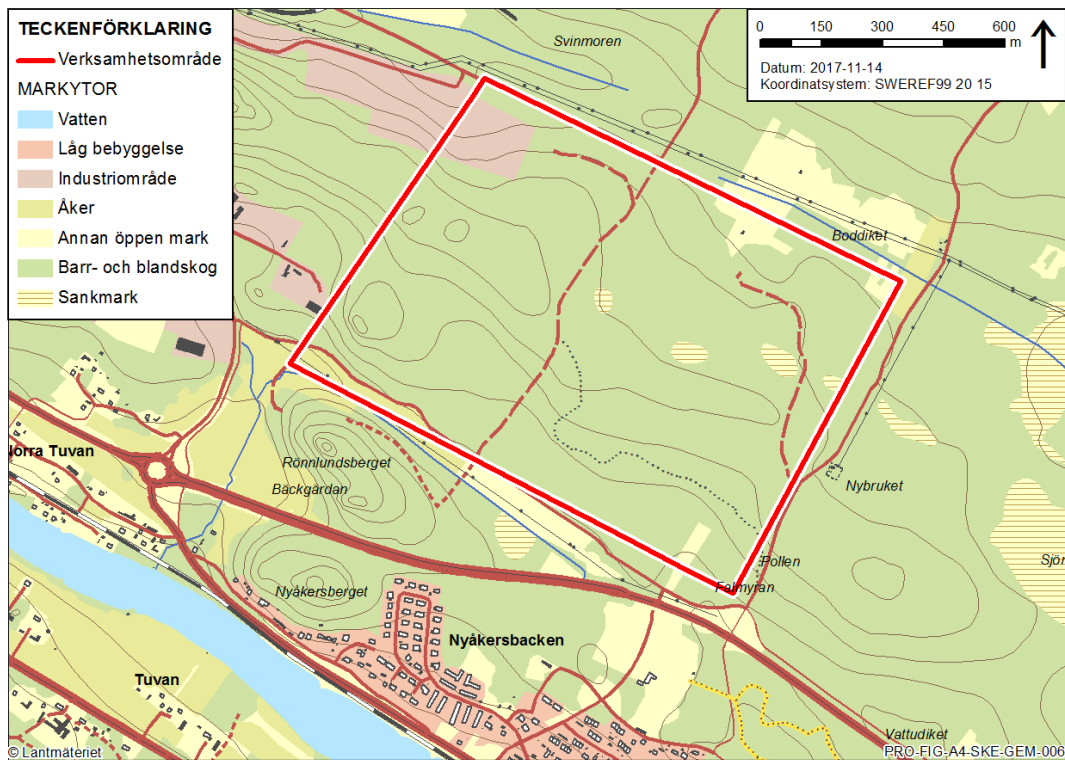 TECKENFÖRKLARING
Verksamhetsområde
MARKYTOR
Vatten
Låg bebyggelse
Industriområde
Åker
Annan öppen mark
Barr- och blandskog
Sankmark
0 150 300 450 600
m
Datum: 2017-11-14
Koordinatsystem: SWEREF99 20 15
Svinmoren
Boddiket
Norra Tuvan
Rönnlundsberget
Bäckgärdan
Nybruket
Pollen
Falmyran
Sjör
Nyåkersberget
Nyåkersbacken
Tuvan
Vattudiket
© Lantmäteriet
PRO-FIG-A4-SKE-GEM-006